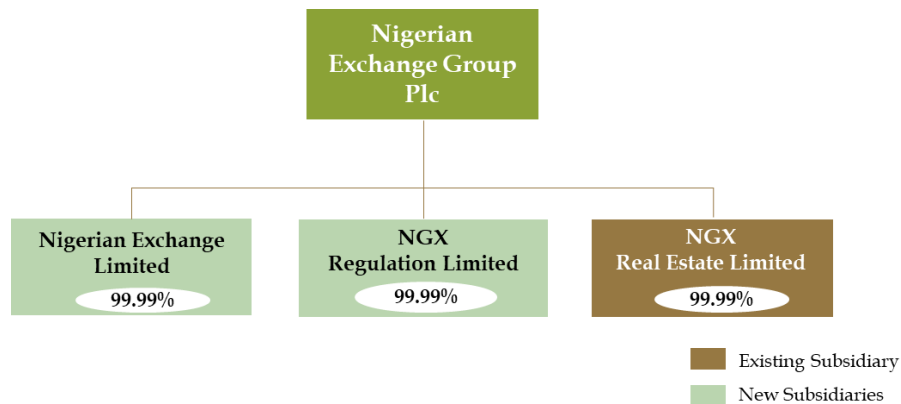 Nigerian
Exchange Group
Plc
Nigerian Exchange
Limited
99.99%
NGX
Regulation Limited
99.99%
NGX
Real Estate Limited
99.99%
Existing Subsidiary
New Subsidiaries